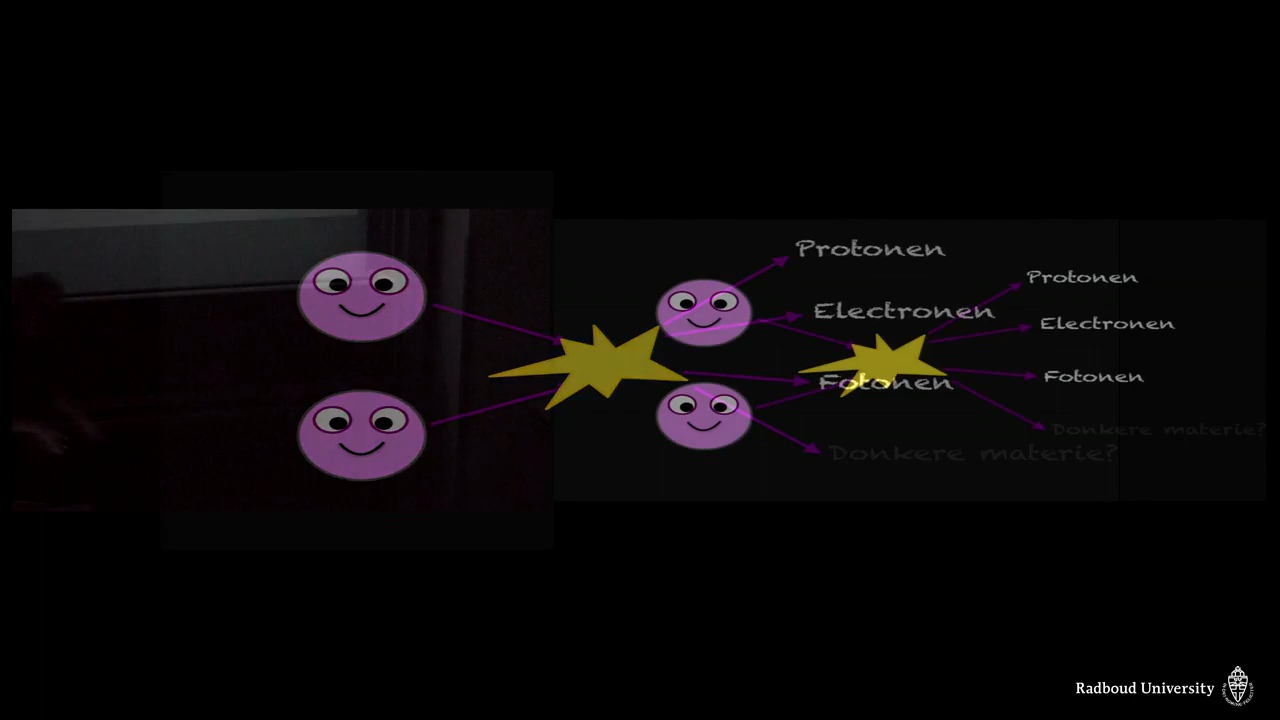 Protonen
Electronen
Fotonen
Donkere materie?
Protonen
Electronen
Fotonen
Donkere materie?
Radboud University